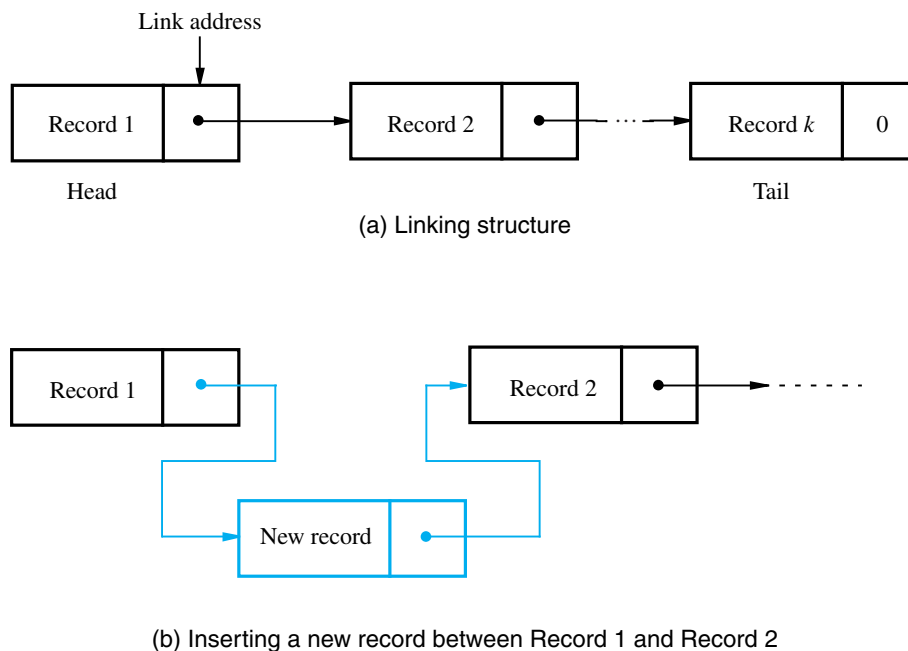 Link address
Record 1
Record 2
...
Record k
0
Head
Tail
(a) Linking structure
Record 1
Record 2
New record
(b) Inserting a new record between Record 1 and Record 2